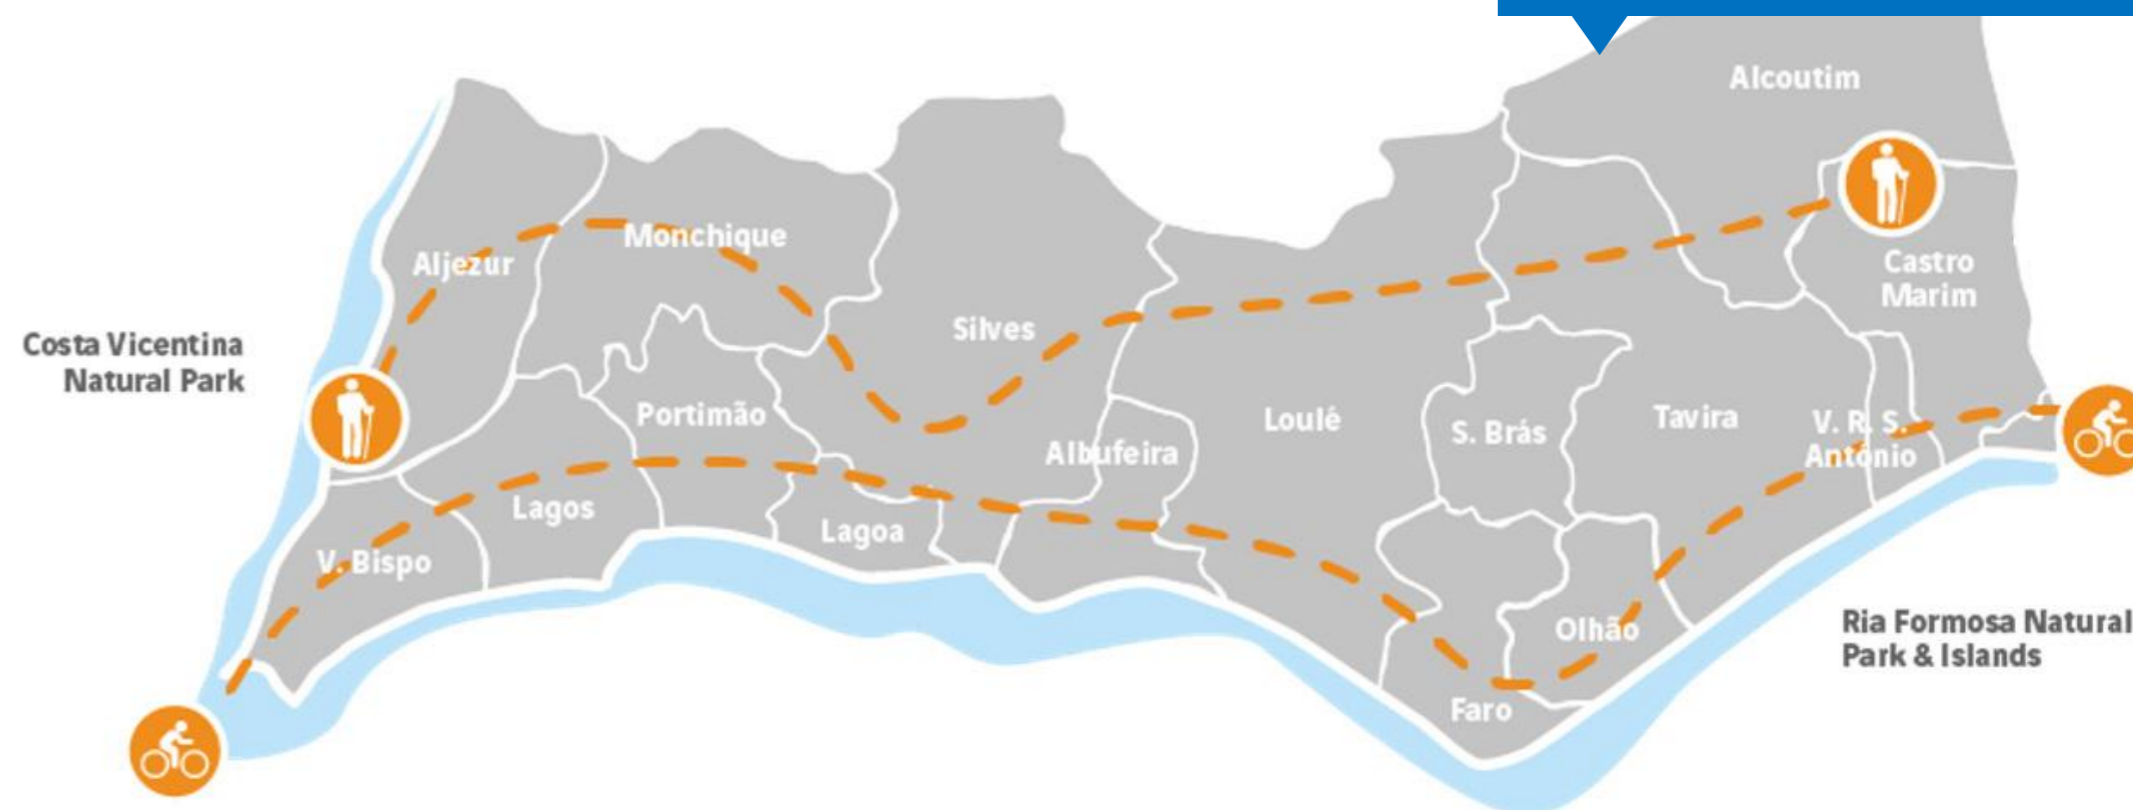 Alcoutim
Monchique
Aljezur
Castro
Marim
Silves
Costa Vicentina
Natural Park
Portimão
Loulé
S. Brás
Tavira
V. R. S.
António
Albufeira
Lagos
Lagoa
V. Bispo
Olhão
Ria Formosa Natural
Park & Islands
Faro